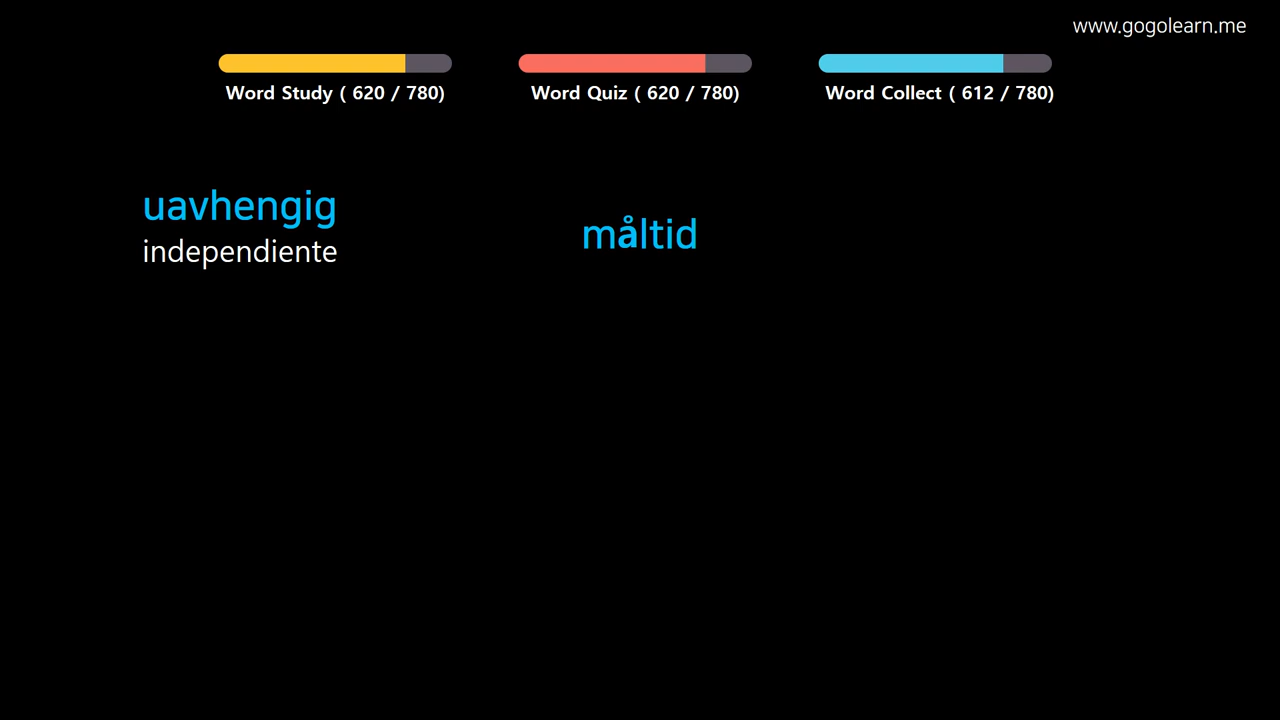 www.gogolearn.me
Word Study ( 620 / 780)
Word Quiz ( 620 / 780)
Word Collect ( 612 / 780)
uavhengig
independiente
måltid